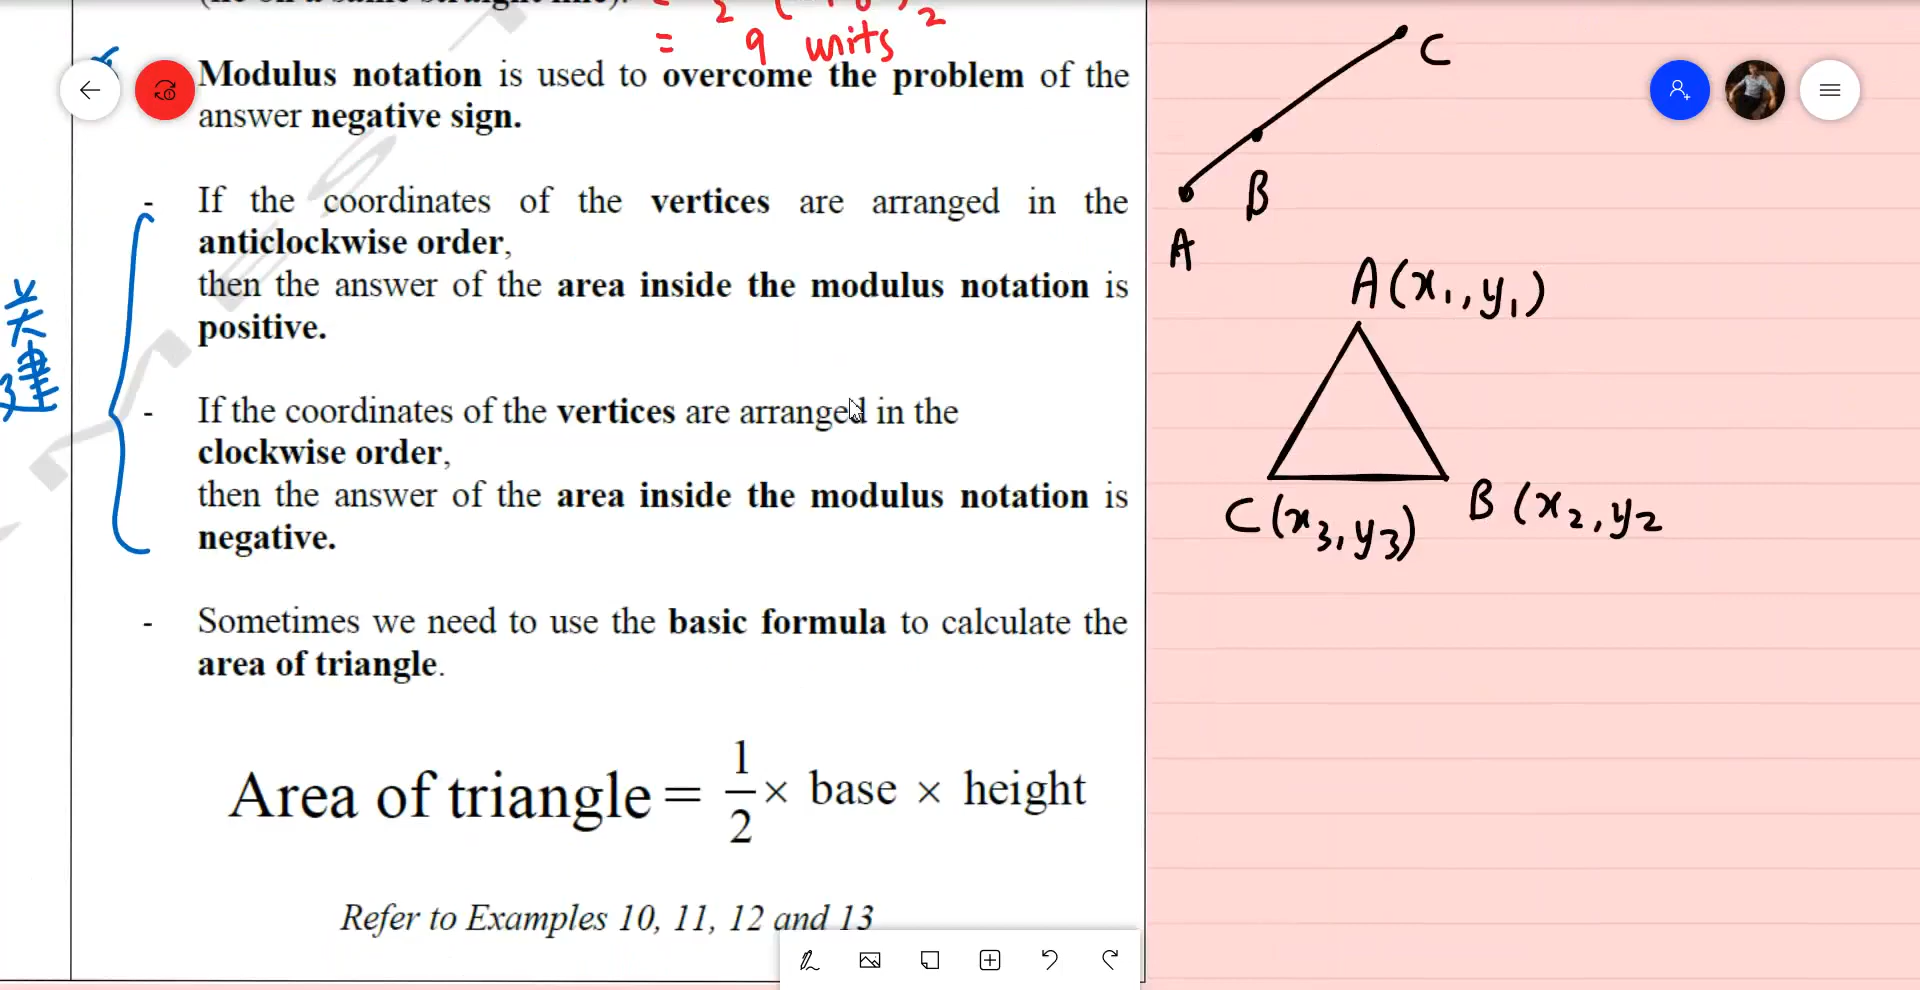 = 9 units 2
Modulus notation is used to overcome the problem of the
answer negative sign.
- If the coordinates of the vertices are arranged in the
anticlockwise order,
then the answer of the area inside the modulus notation is
positive.
- If the coordinates of the vertices are arranged in the
clockwise order,
then the answer of the area inside the modulus notation is
negative.
- Sometimes we need to use the basic formula to calculate the
area of triangle.
Area of triangle = 1/2 × base × height
Refer to Examples 10, 11, 12 and 13
关
建
C
B
A
A(x₁, y₁)
C(x₃, y₃)
B(x₂, y₂